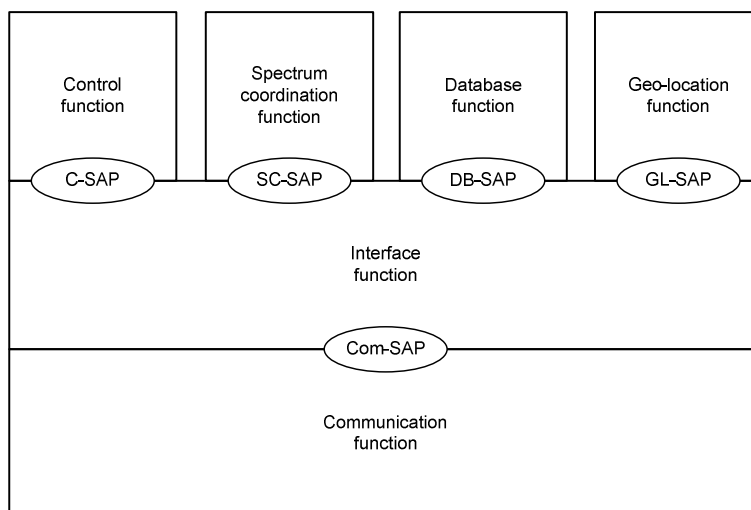 Control
function
Spectrum
coordination
function
Database
function
Geo-location
function
C-SAP
SC-SAP
DB-SAP
GL-SAP
Interface
function
Com-SAP
Communication
function